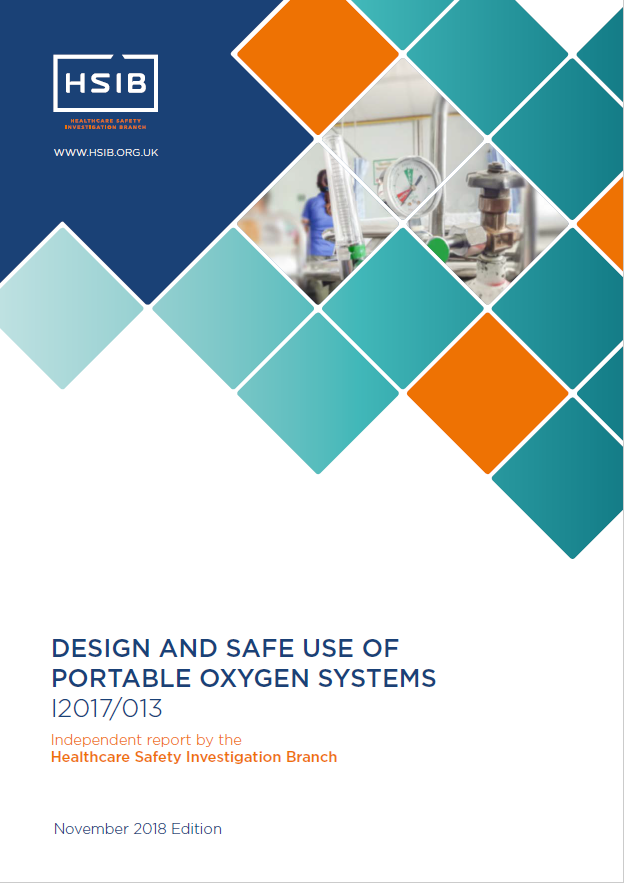 HSIB
HEALTHCARE SAFETY
INVESTIGATION BRANCH
WWW.HSIB.ORG.UK
DESIGN AND SAFE USE OF
PORTABLE OXYGEN SYSTEMS
I2017/013
Independent report by the
Healthcare Safety Investigation Branch
November 2018 Edition